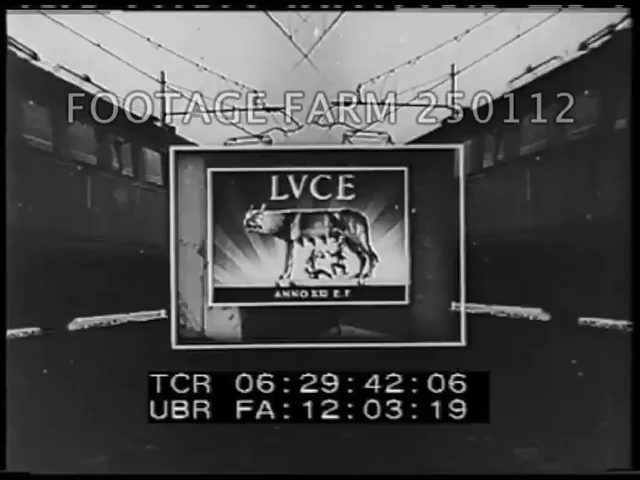 FOOTAGE FARM 250112
LVCE
ANNO XII E.F
TCR 06:29:42:06
UBR FA:12:03:19